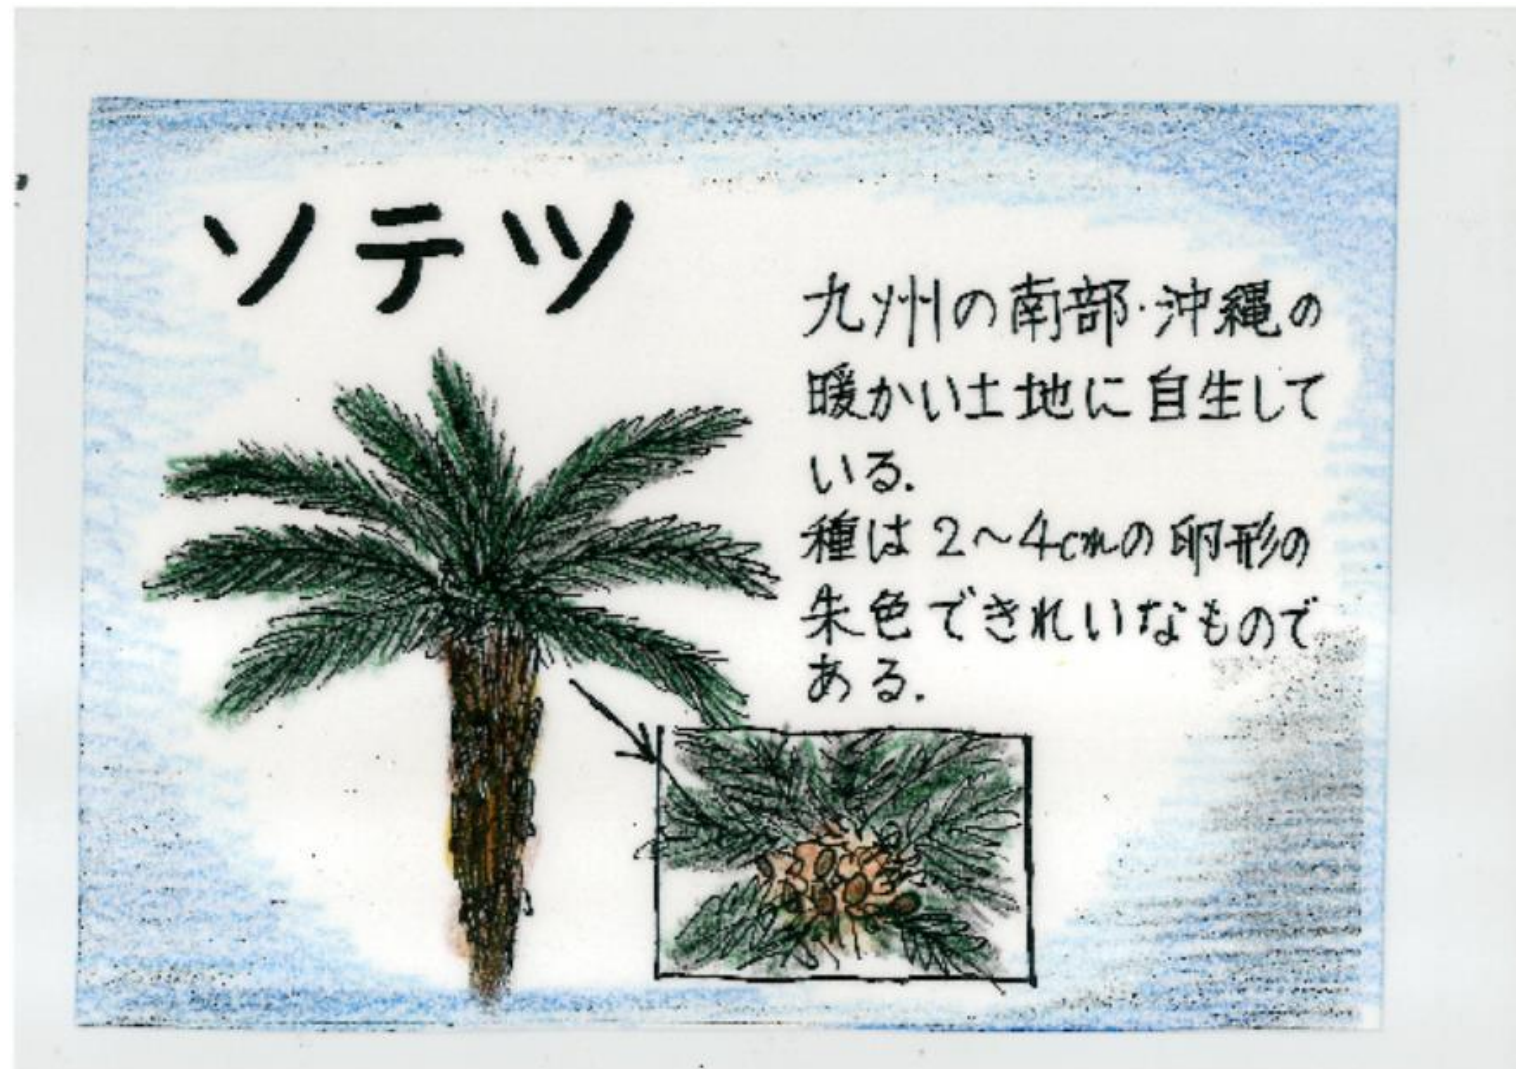 ソテツ
九州の南部・沖縄の
暖かい土地に自生して
いる.
種は2〜4cmの卵形の
朱色できれいなもので
ある.